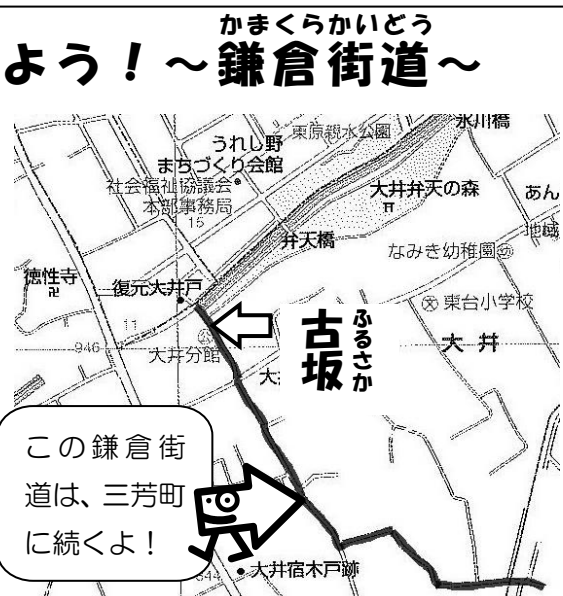 かまくらかいどう
よう！～鎌倉街道～
氷川橋
うれし野
まちづくり会館
東原親水公園
社会福祉協議会
本部事務局
15
大井弁天の森
あん
地域
弁天橋
なみき幼稚園
徳性寺
復元大井戸
東台小学校
11
946
大井分館
大井
大
ふるさか
古坂
この鎌倉街
道は、三芳町
に続くよ！
大井宿木戸跡